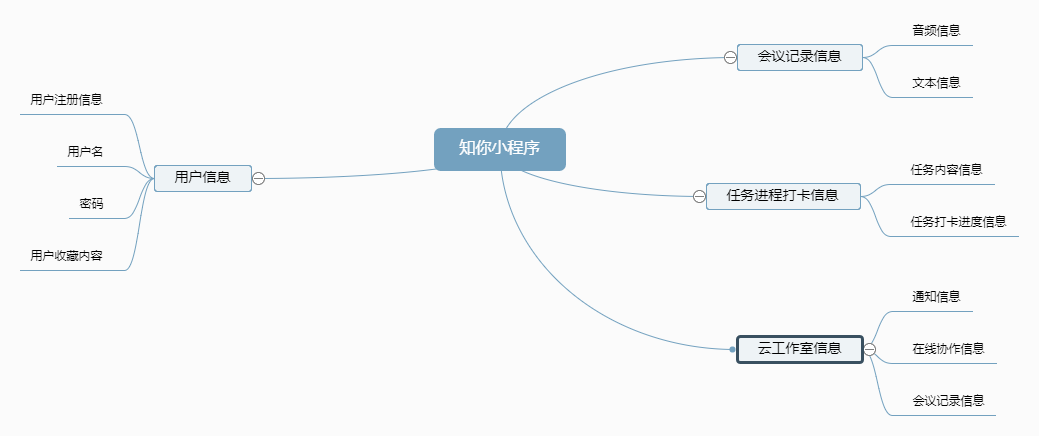 知你小程序
会议记录信息
音频信息
文本信息
任务进程打卡信息
任务内容信息
任务打卡进度信息
云工作室信息
通知信息
在线协作信息
会议记录信息
用户信息
用户注册信息
用户名
密码
用户收藏内容